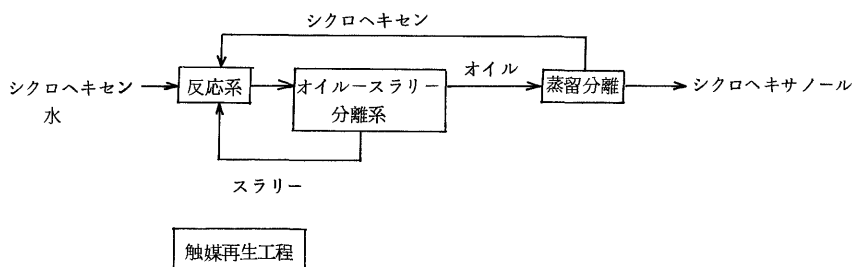 シクロヘキセン
オイル
シクロヘキセン
水
反応系
オイルースラリー
分離系
蒸留分離
シクロヘキサノール
スラリー
触媒再生工程